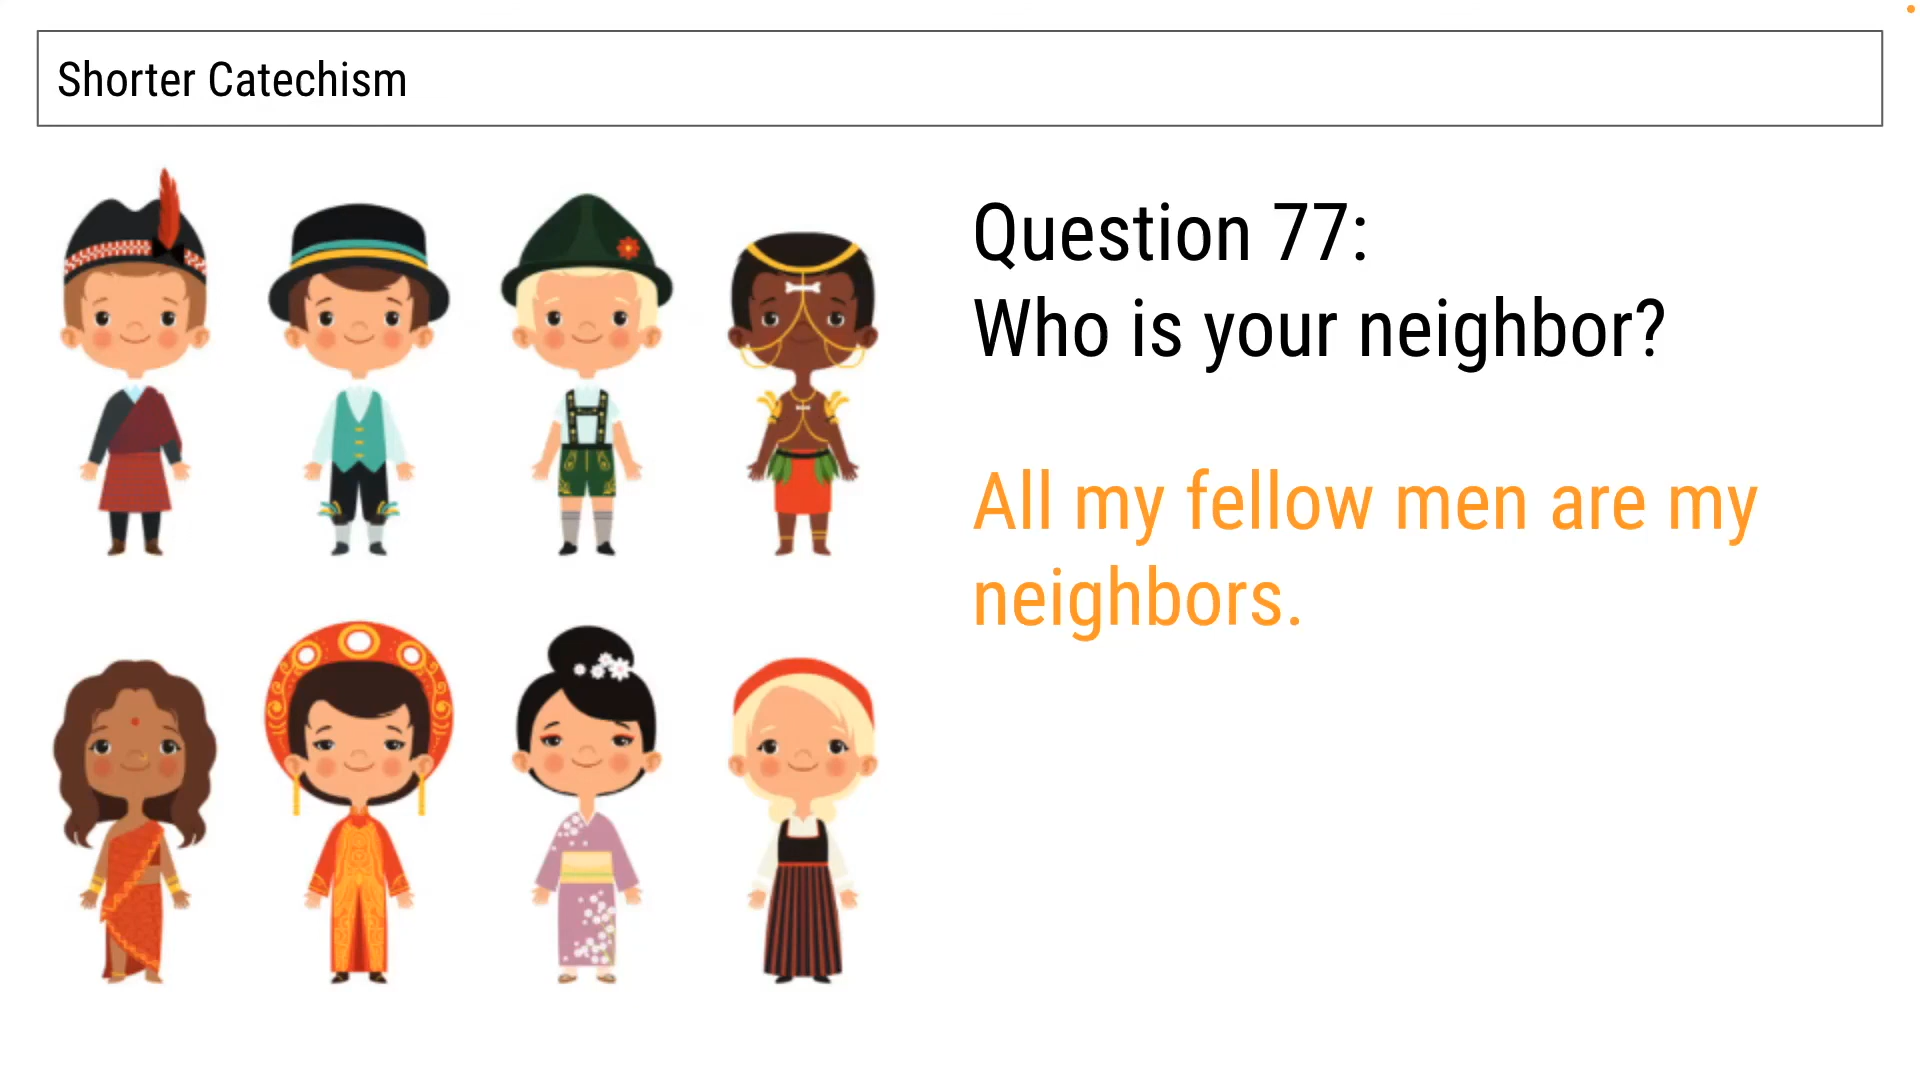 Shorter Catechism
Question 77:
Who is your neighbor?
All my fellow men are my
neighbors.